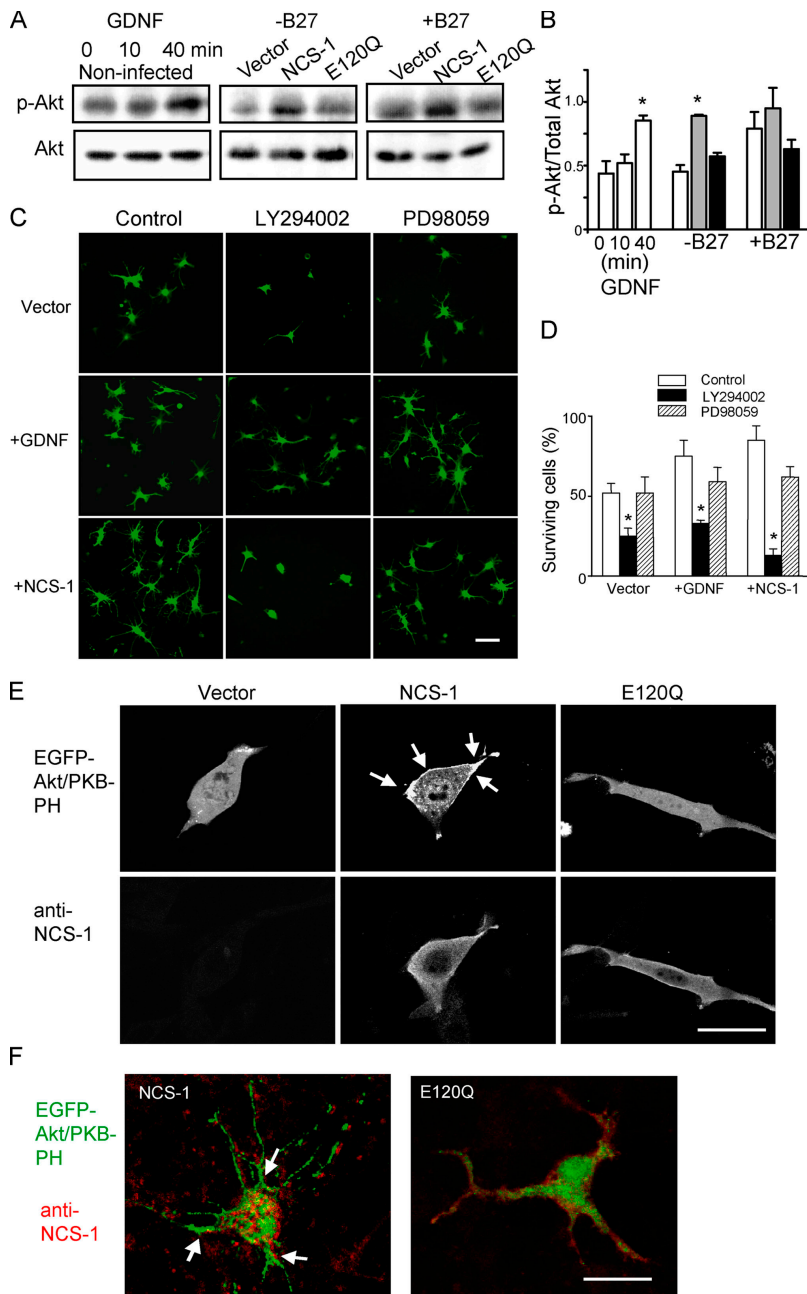 A
GDNF
-B27
+B27
0 10 40 min
Non-infected
Vector
NCS-1
E120Q
Vector
NCS-1
E120Q
p-Akt
Akt
B
p-Akt/Total Akt
1.0
0.5
0
*
*
0 10 40
(min)
GDNF
-B27
+B27
C
Control
LY294002
PD98059
Vector
+GDNF
+NCS-1
D
Control
LY294002
PD98059
Surviving cells (%)
100
50
0
*
*
*
Vector
+GDNF
+NCS-1
E
Vector
NCS-1
E120Q
EGFP-
Akt/PKB-
PH
anti-
NCS-1
F
EGFP-
Akt/PKB-
PH
anti-
NCS-1
NCS-1
E120Q